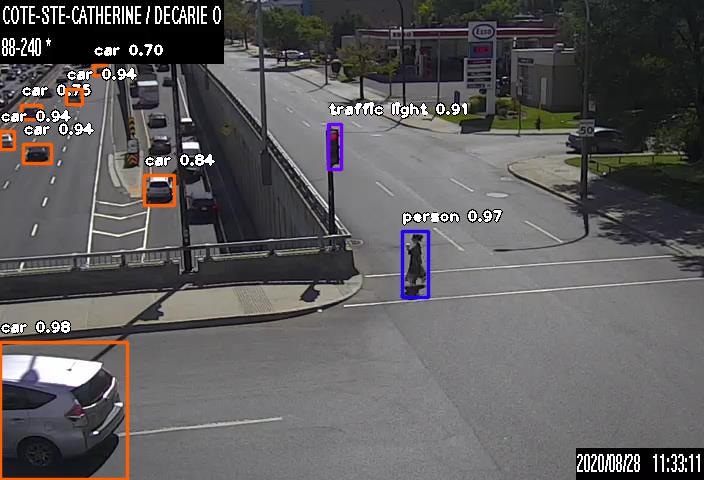 COTE-STE-CATHERINE / DECARIE O
88-240 *
car 0.70
car 0.94
car 0.75
car 0.94
car 0.94
traffic light 0.91
Esso
Esso
50
car 0.84
person 0.97
car 0.98
2020/08/28 11:33:11